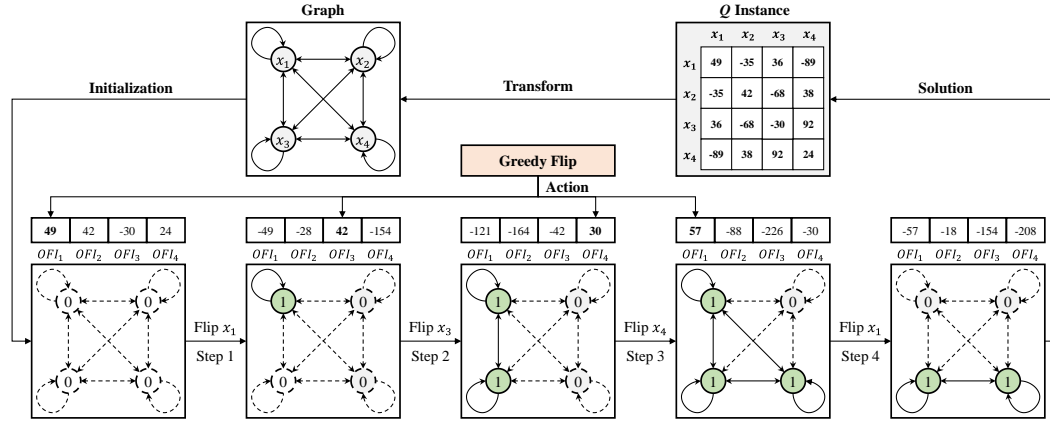 Graph
Q Instance
x1 x2 x3 x4
x1 49 -35 36 -89
x2 -35 42 -68 38
x3 36 -68 -30 92
x4 -89 38 92 24
x1 x2
x3 x4
Initialization
Transform
Solution
Greedy Flip
Action
49 42 -30 24
OFI1 OFI2 OFI3 OFI4
0 0
0 0
Flip x1
Step 1
-49 -28 42 -154
OFI1 OFI2 OFI3 OFI4
1 0
0 0
Flip x3
Step 2
-121 -164 -42 30
OFI1 OFI2 OFI3 OFI4
1 0
1 0
Flip x4
Step 3
57 -88 -226 -30
OFI1 OFI2 OFI3 OFI4
1 0
1 1
Flip x1
Step 4
-57 -18 -154 -208
OFI1 OFI2 OFI3 OFI4
0 0
1 1